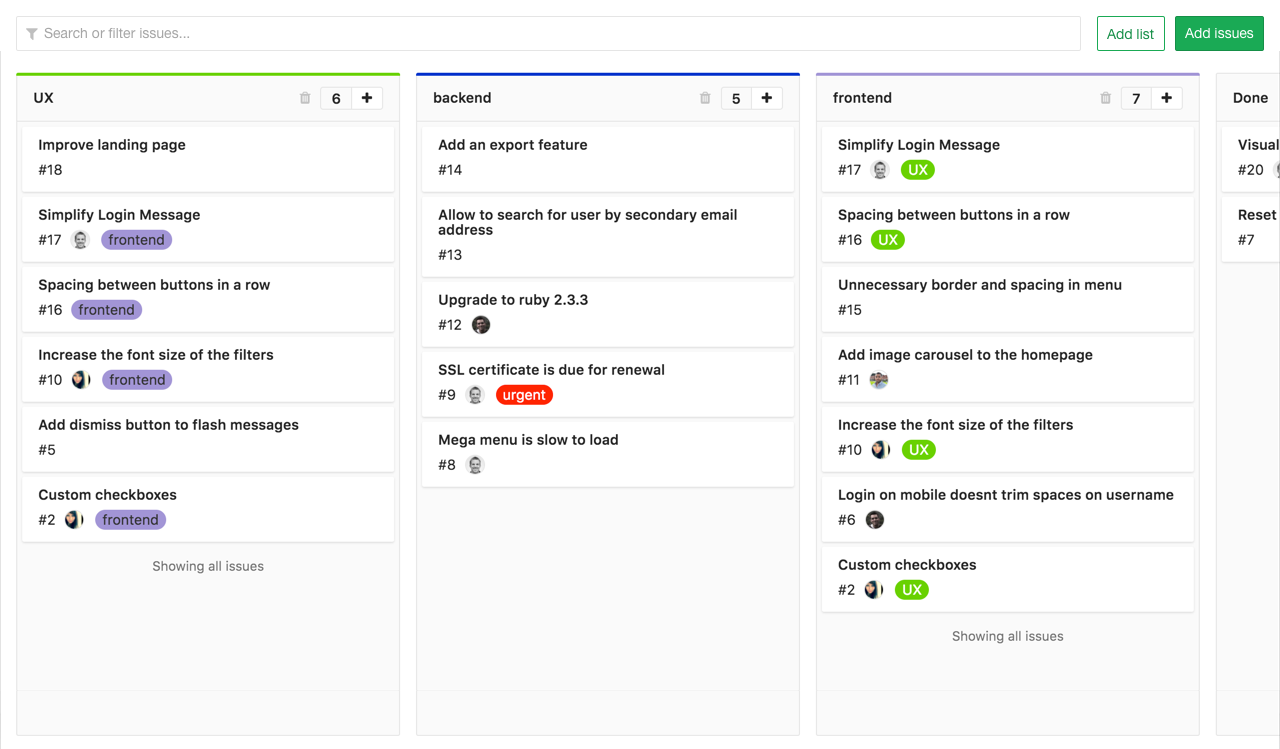 Search or filter issues...
Add list
Add issues
UX
6
Improve landing page
#18
Simplify Login Message
#17 frontend
Spacing between buttons in a row
#16 frontend
Increase the font size of the filters
#10 frontend
Add dismiss button to flash messages
#5
Custom checkboxes
#2 frontend
Showing all issues
backend
5
Add an export feature
#14
Allow to search for user by secondary email
address
#13
Upgrade to ruby 2.3.3
#12
SSL certificate is due for renewal
#9 urgent
Mega menu is slow to load
#8
frontend
7
Simplify Login Message
#17 UX
Spacing between buttons in a row
#16 UX
Unnecessary border and spacing in menu
#15
Add image carousel to the homepage
#11
Increase the font size of the filters
#10 UX
Login on mobile doesnt trim spaces on username
#6
Custom checkboxes
#2 UX
Showing all issues
Done
Visual
#20
Reset
#7